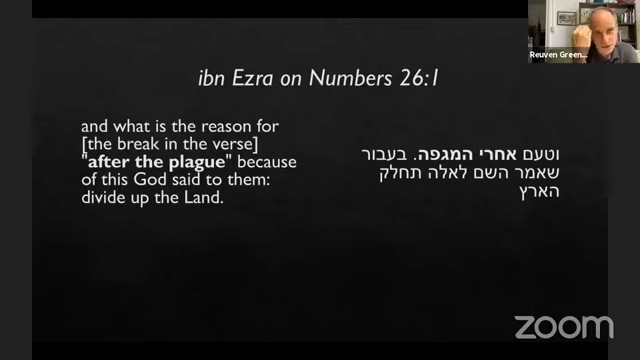 Reuven Green...
ibn Ezra on Numbers 26:1
and what is the reason for
[the break in the verse]
"after the plague" because
of this God said to them:
divide up the Land.
וטעם אחרי המגפה. בעבור
שאמר השם לאלה תחלק
הארץ
zoom